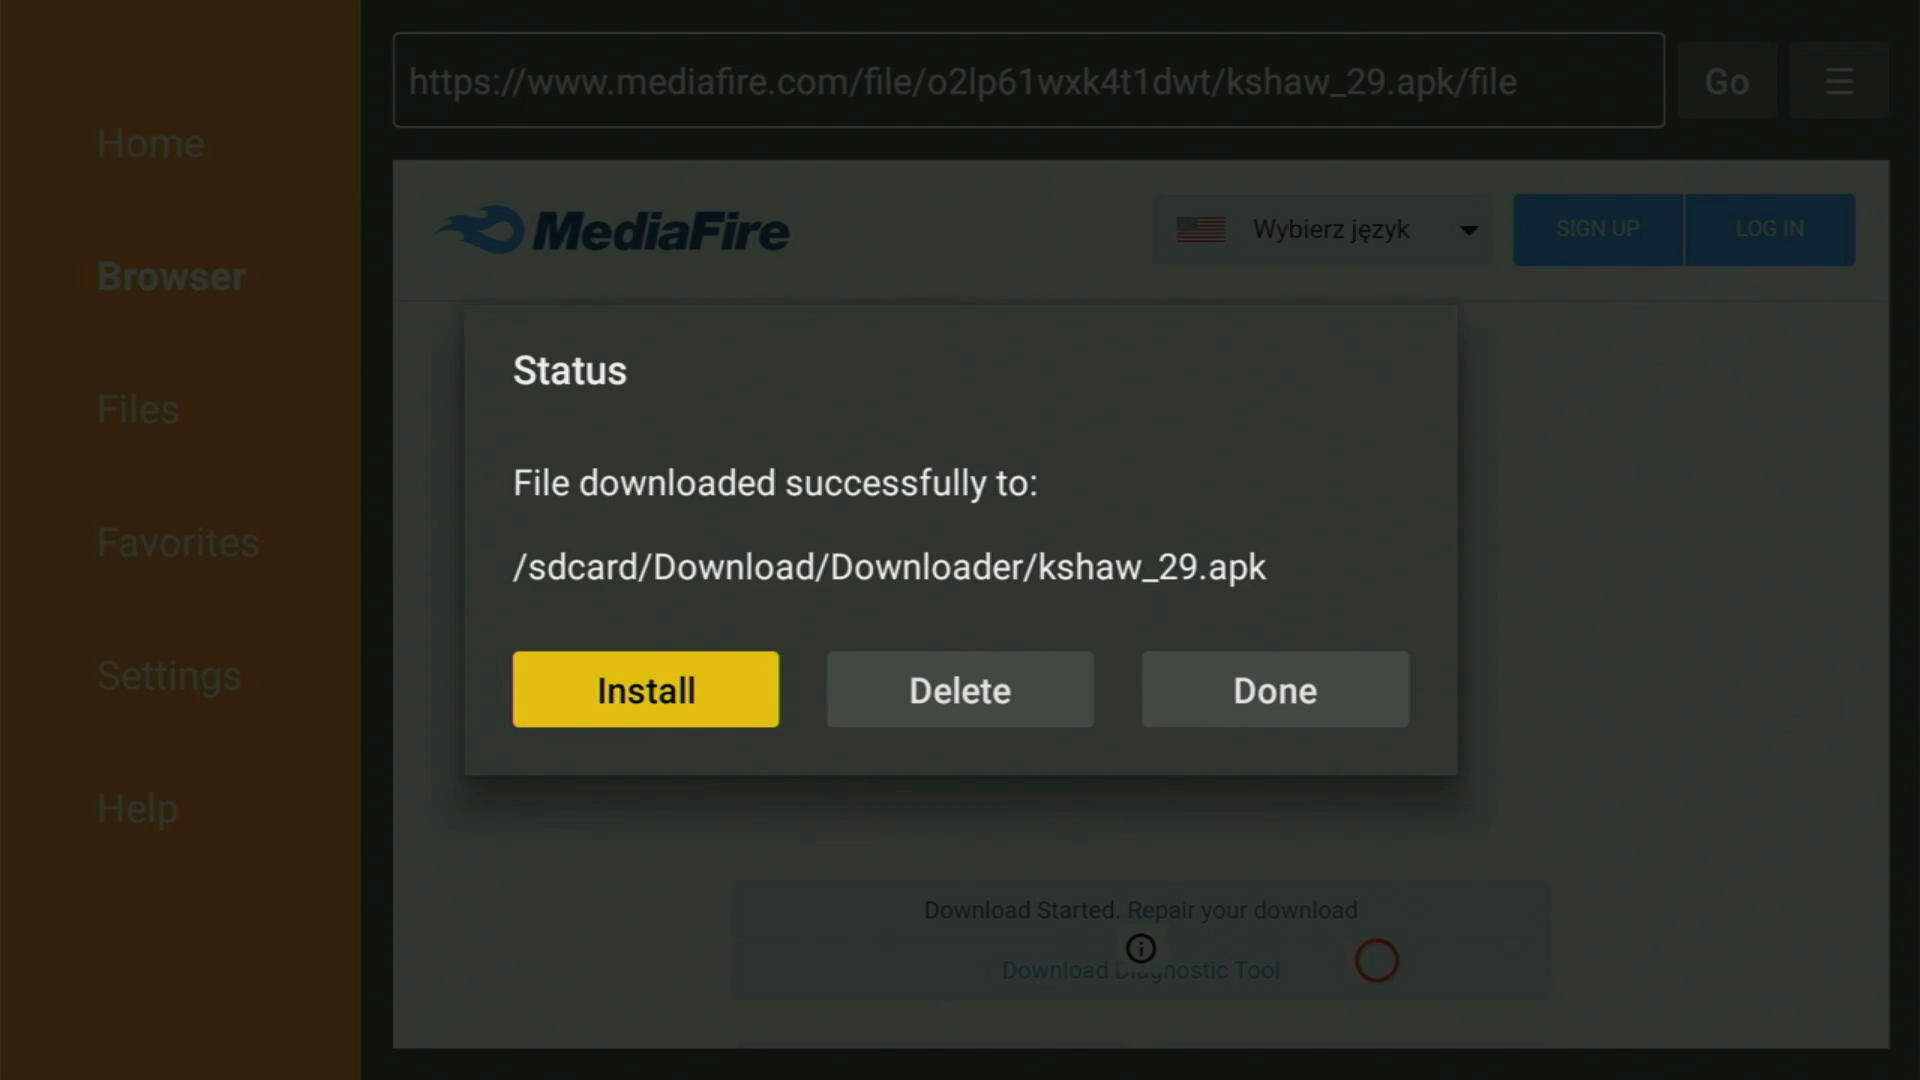 https://www.mediafire.com/file/o2lp61wxk4t1dwt/kshaw_29.apk/file
Go
Home
Browser
Files
Favorites
Settings
Help
MediaFire
Wybierz język
SIGN UP
LOG IN
Status
File downloaded successfully to:
/sdcard/Download/Downloader/kshaw_29.apk
Install
Delete
Done
Download Started. Repair your download
Download Diagnostic Tool